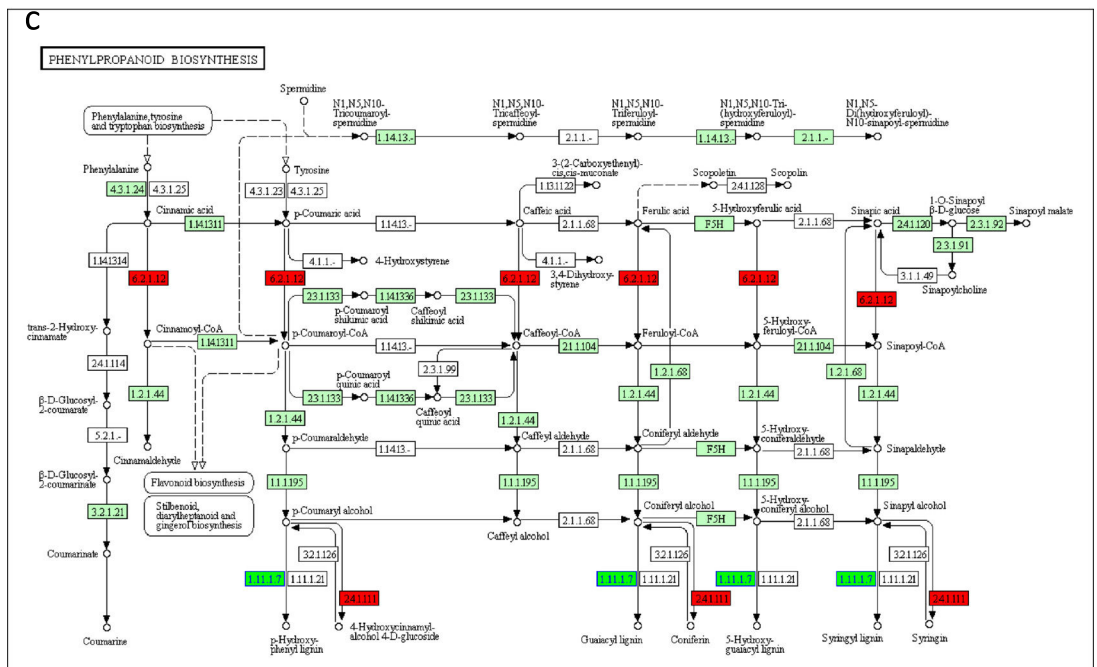 C
PHENYLPROPANOID BIOSYNTHESIS
Spermidine
N1,N5,N10-
Tricoumaroyl-
spermidine
N1,N5,N10-
Tricaffeoyl-
spermidine
N1,N5,N10-
Triferuloyl-
spermidine
N1,N5,N10-Tri-
(hydroxyferuloyl)-
spermidine
N1,N5-
Di(hydroxyferuloyl)-
N10-sinapoyl-spermidine
Phenylalanine, tyrosine
and tryptophan biosynthesis
1.14.13.-
2.1.1.-
1.14.13.-
2.1.1.-
Phenylalanine
Tyrosine
3-(2-Carboxyethenyl)-
cis,cis-muconate
Scopoletin
Scopolin
4.3.1.24
4.3.1.25
4.3.1.23
4.3.1.25
1.13.11.22
2.4.1.128
Cinnamic acid
p-Coumaric acid
Caffeic acid
Ferulic acid
5-Hydroxyferulic acid
Sinapic acid
1-O-Sinapoyl
β-D-glucose
Sinapoyl malate
1.14.13.11
1.14.13.-
2.1.1.68
F5H
2.1.1.68
2.4.1.120
2.3.1.92
2.3.1.91
1.14.13.14
4.1.1.-
4-Hydroxystyrene
4.1.1.-
3,4-Dihydroxy-
styrene
3.1.1.49
Sinapoylcholine
6.2.1.12
6.2.1.12
6.2.1.12
6.2.1.12
6.2.1.12
6.2.1.12
2.3.1.133
1.14.13.36
2.3.1.133
p-Coumaroyl
shikimic acid
Caffeoyl
shikimic acid
trans-2-Hydroxy-
cinnamate
Cinnamoyl-CoA
p-Coumaroyl-CoA
Caffeoyl-CoA
Feruloyl-CoA
5-Hydroxy-
feruloyl-CoA
Sinapoyl-CoA
1.14.13.11
1.14.13.-
2.1.1.104
2.1.1.104
2.4.1.114
2.3.1.99
1.2.1.68
1.2.1.68
p-Coumaroyl
quinic acid
1.2.1.44
2.3.1.133
1.14.13.36
2.3.1.133
1.2.1.44
1.2.1.44
1.2.1.44
β-D-Glucosyl-
2-coumarate
Caffeoyl
quinic acid
1.2.1.44
1.2.1.44
5.2.1.-
p-Coumaraldehyde
Caffeyl aldehyde
Coniferyl aldehyde
5-Hydroxy-
coniferaldehyde
Sinapaldehyde
Cinnamaldehyde
1.14.13.-
2.1.1.68
F5H
2.1.1.68
β-D-Glucosyl-
2-coumarinate
Flavonoid biosynthesis
1.1.1.195
1.1.1.195
1.1.1.195
1.1.1.195
1.1.1.195
Stilbenoid,
diarylheptanoid and
gingerol biosynthesis
3.2.1.21
p-Coumaryl alcohol
Caffeyl alcohol
Coniferyl alcohol
5-Hydroxy-
coniferyl alcohol
Sinapyl alcohol
2.1.1.68
F5H
2.1.1.68
Coumarinate
3.2.1.126
3.2.1.126
3.2.1.126
1.11.1.7
1.11.1.21
1.11.1.7
1.11.1.21
1.11.1.7
1.11.1.21
1.11.1.7
1.11.1.21
2.4.1.111
2.4.1.111
2.4.1.111
Coumarine
p-Hydroxy-
phenyl lignin
4-Hydroxycinnamyl-
alcohol 4-D-glucoside
Guaiacyl lignin
Coniferin
5-Hydroxy-
guaiacyl lignin
Syringyl lignin
Syringin